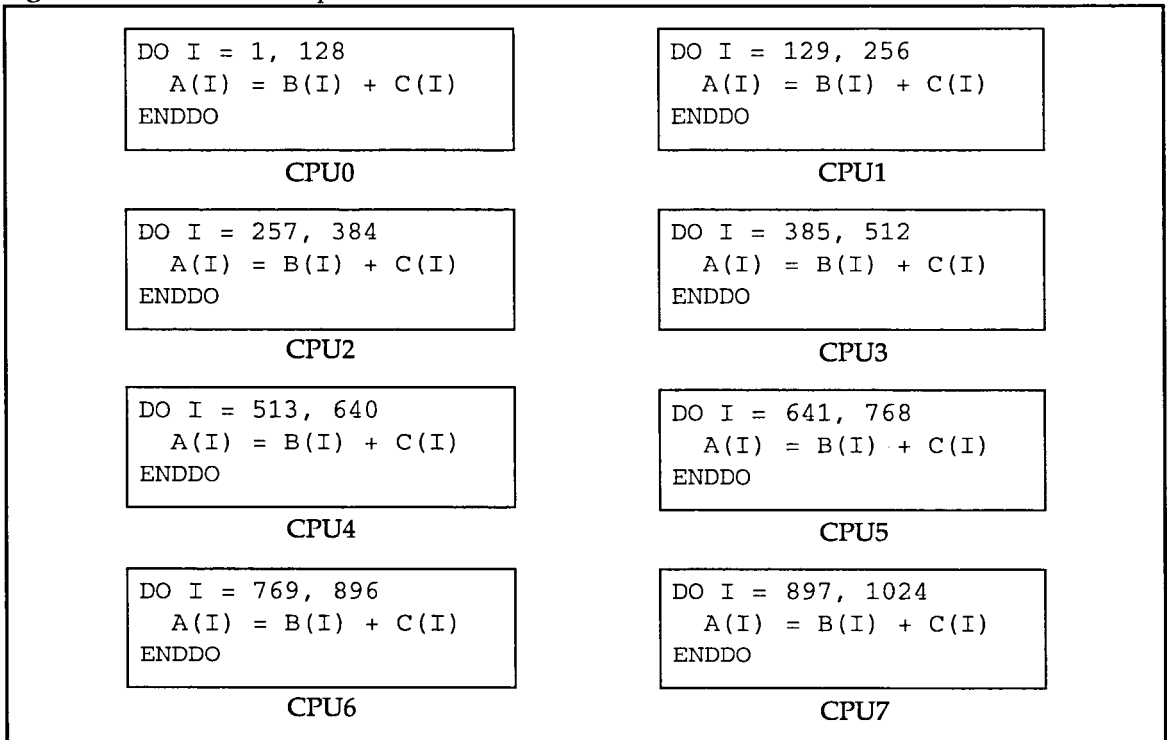 DO I = 1, 128
A(I) = B(I) + C(I)
ENDDO
CPU0
DO I = 129, 256
A(I) = B(I) + C(I)
ENDDO
CPU1
DO I = 257, 384
A(I) = B(I) + C(I)
ENDDO
CPU2
DO I = 385, 512
A(I) = B(I) + C(I)
ENDDO
CPU3
DO I = 513, 640
A(I) = B(I) + C(I)
ENDDO
CPU4
DO I = 641, 768
A(I) = B(I) + C(I)
ENDDO
CPU5
DO I = 769, 896
A(I) = B(I) + C(I)
ENDDO
CPU6
DO I = 897, 1024
A(I) = B(I) + C(I)
ENDDO
CPU7